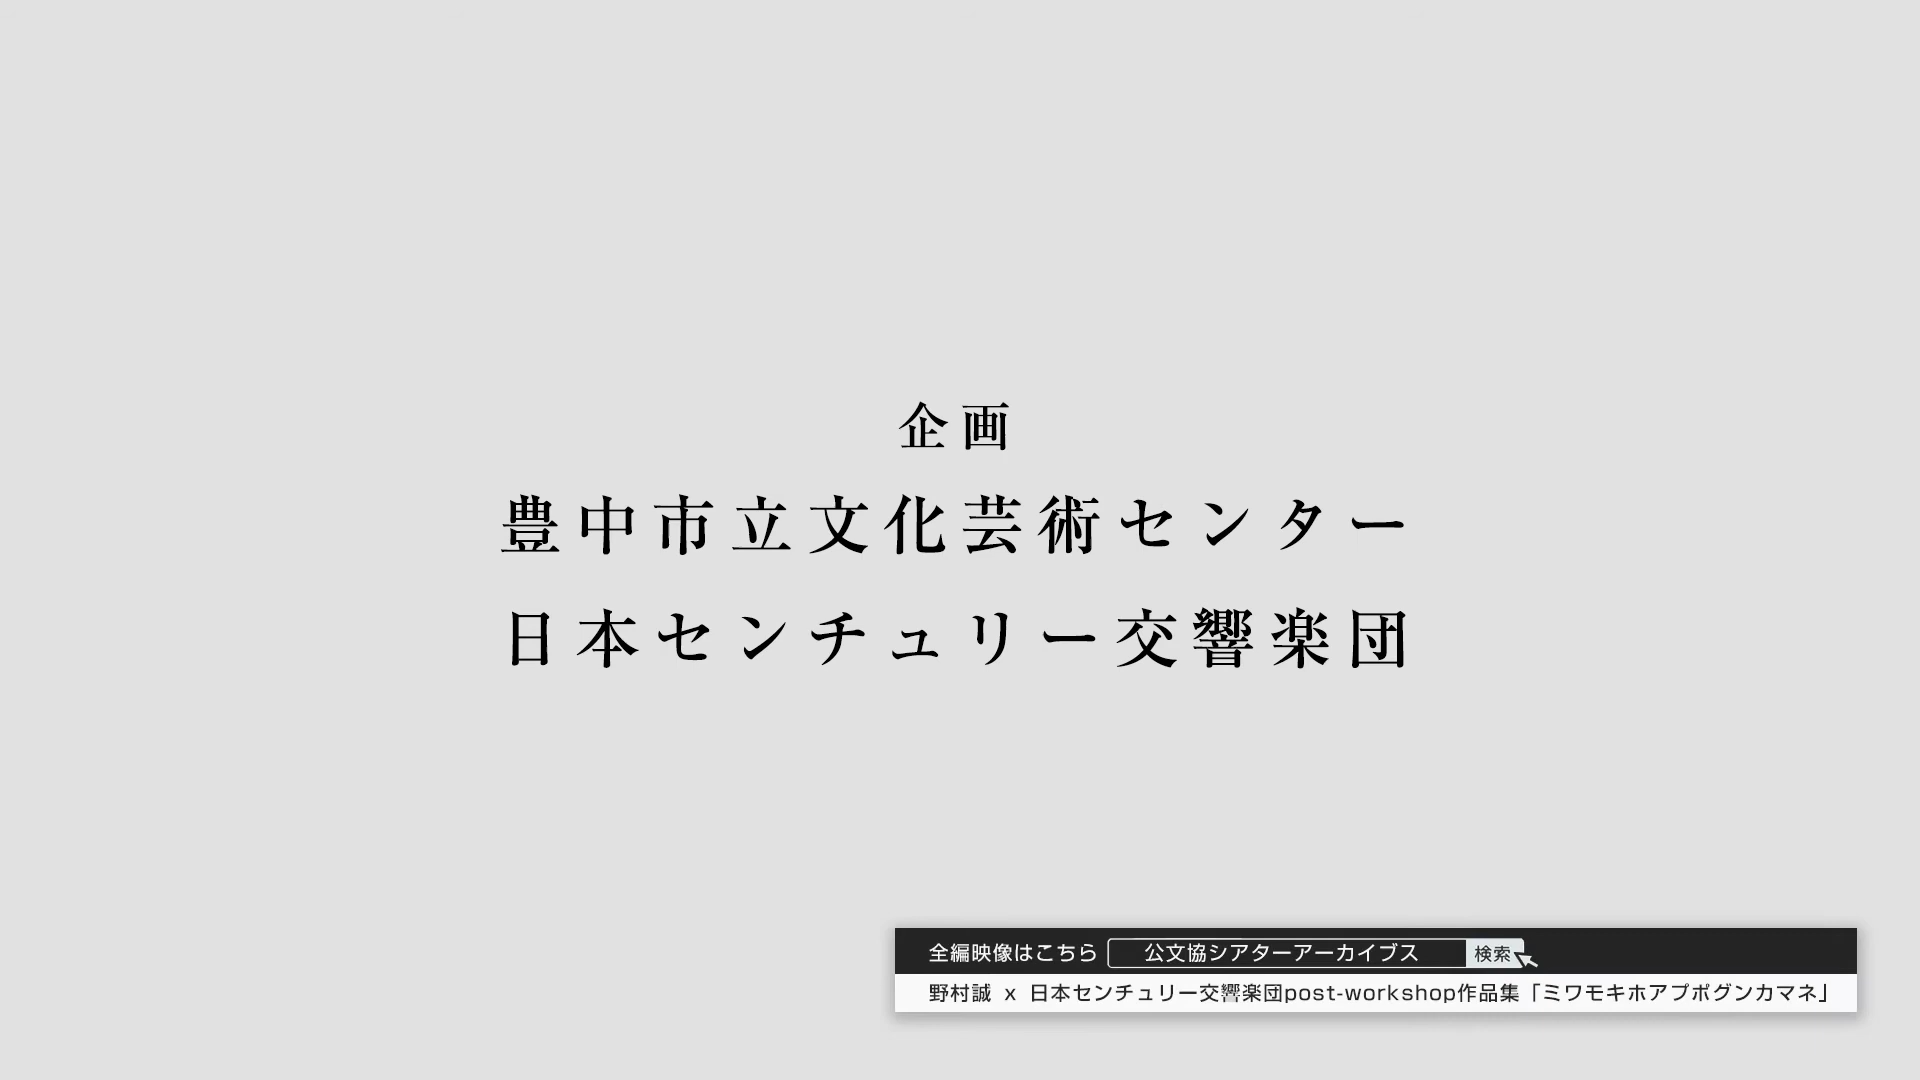 企画
豊中市立文化芸術センター
日本センチュリー交響楽団
全編映像はこちら 公文協シアターアーカイブス 検索
野村誠 x 日本センチュリー交響楽団post-workshop作品集「ミワモキホアプポグンカマネ」